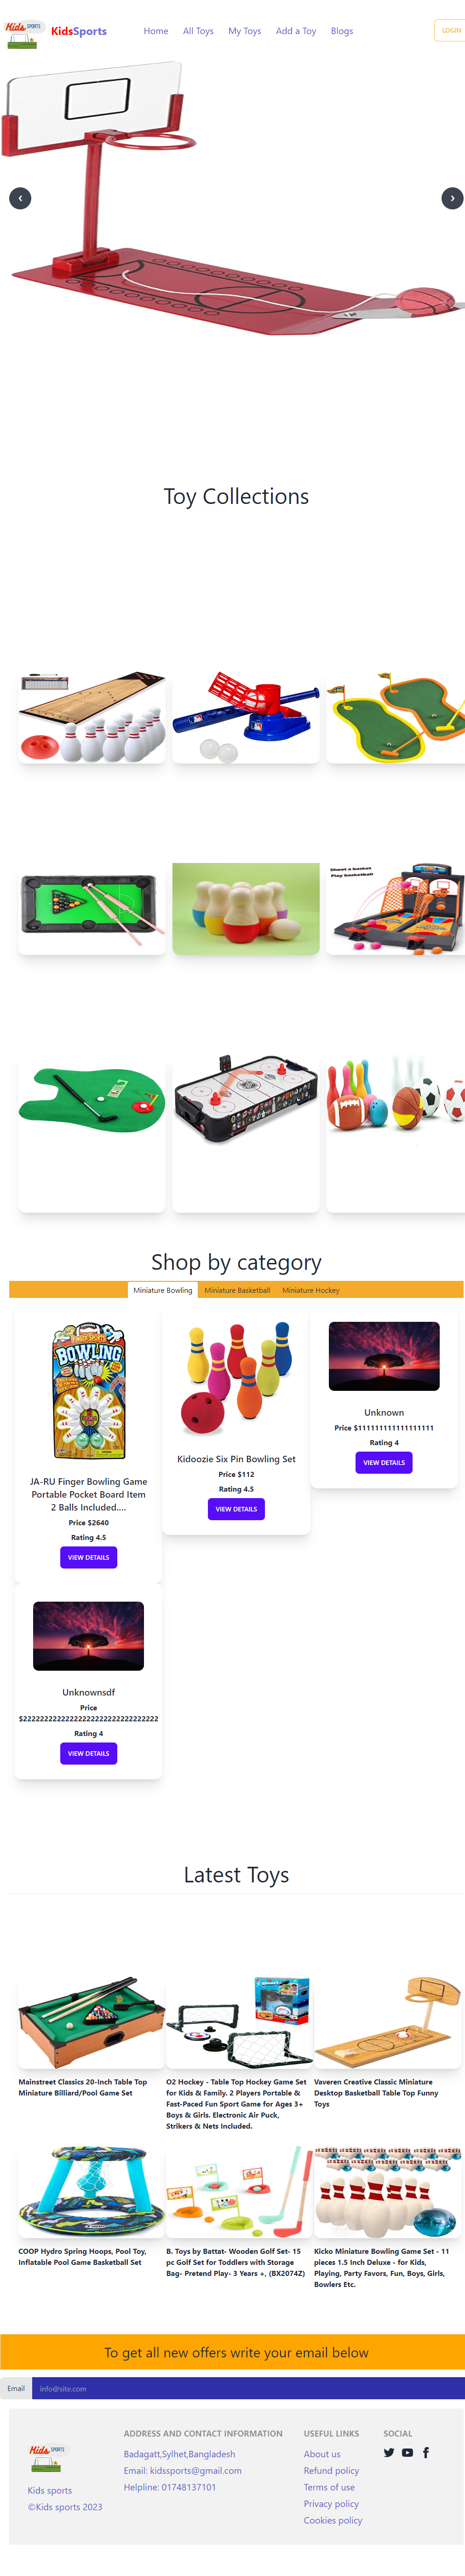 Kids SPORTS
KidsSports
Home
All Toys
My Toys
Add a Toy
Blogs
LOGIN
Toy Collections
Shoot a basket
Play basketball
Shop by category
Miniature Bowling
Miniature Basketball
Miniature Hockey
BOWLING
JA-RU Finger Bowling Game
Portable Pocket Board Item
2 Balls Included....
Price $2640
Rating 4.5
VIEW DETAILS
Kidoozie Six Pin Bowling Set
Price $112
Rating 4.5
VIEW DETAILS
Unknown
Price $111111111111111111
Rating 4
VIEW DETAILS
Unknownsdf
Price
Rating 4
VIEW DETAILS
Latest Toys
Mainstreet Classics 20-Inch Table Top
Miniature Billiard/Pool Game Set
O2 Hockey - Table Top Hockey Game Set
for Kids & Family. 2 Players Portable &
Fast-Paced Fun Sport Game for Ages 3+
Boys & Girls. Electronic Air Puck,
Strikers & Nets Included.
Vaveren Creative Classic Miniature
Desktop Basketball Table Top Funny
Toys
COOP Hydro Spring Hoops, Pool Toy,
Inflatable Pool Game Basketball Set
B. Toys by Battat- Wooden Golf Set- 15
pc Golf Set for Toddlers with Storage
Bag- Pretend Play- 3 Years +, (BX2074Z)
Kicko Miniature Bowling Game Set - 11
pieces 1.5 Inch Deluxe - for Kids,
Playing, Party Favors, Fun, Boys, Girls,
Bowlers Etc.
To get all new offers write your email below
Email
info@site.com
Kids SPORTS
Kids sports
©Kids sports 2023
ADDRESS AND CONTACT INFORMATION
Badagatt,Sylhet,Bangladesh
Email: kidssports@gmail.com
Helpline: 01748137101
USEFUL LINKS
About us
Refund policy
Terms of use
Privacy policy
Cookies policy
SOCIAL